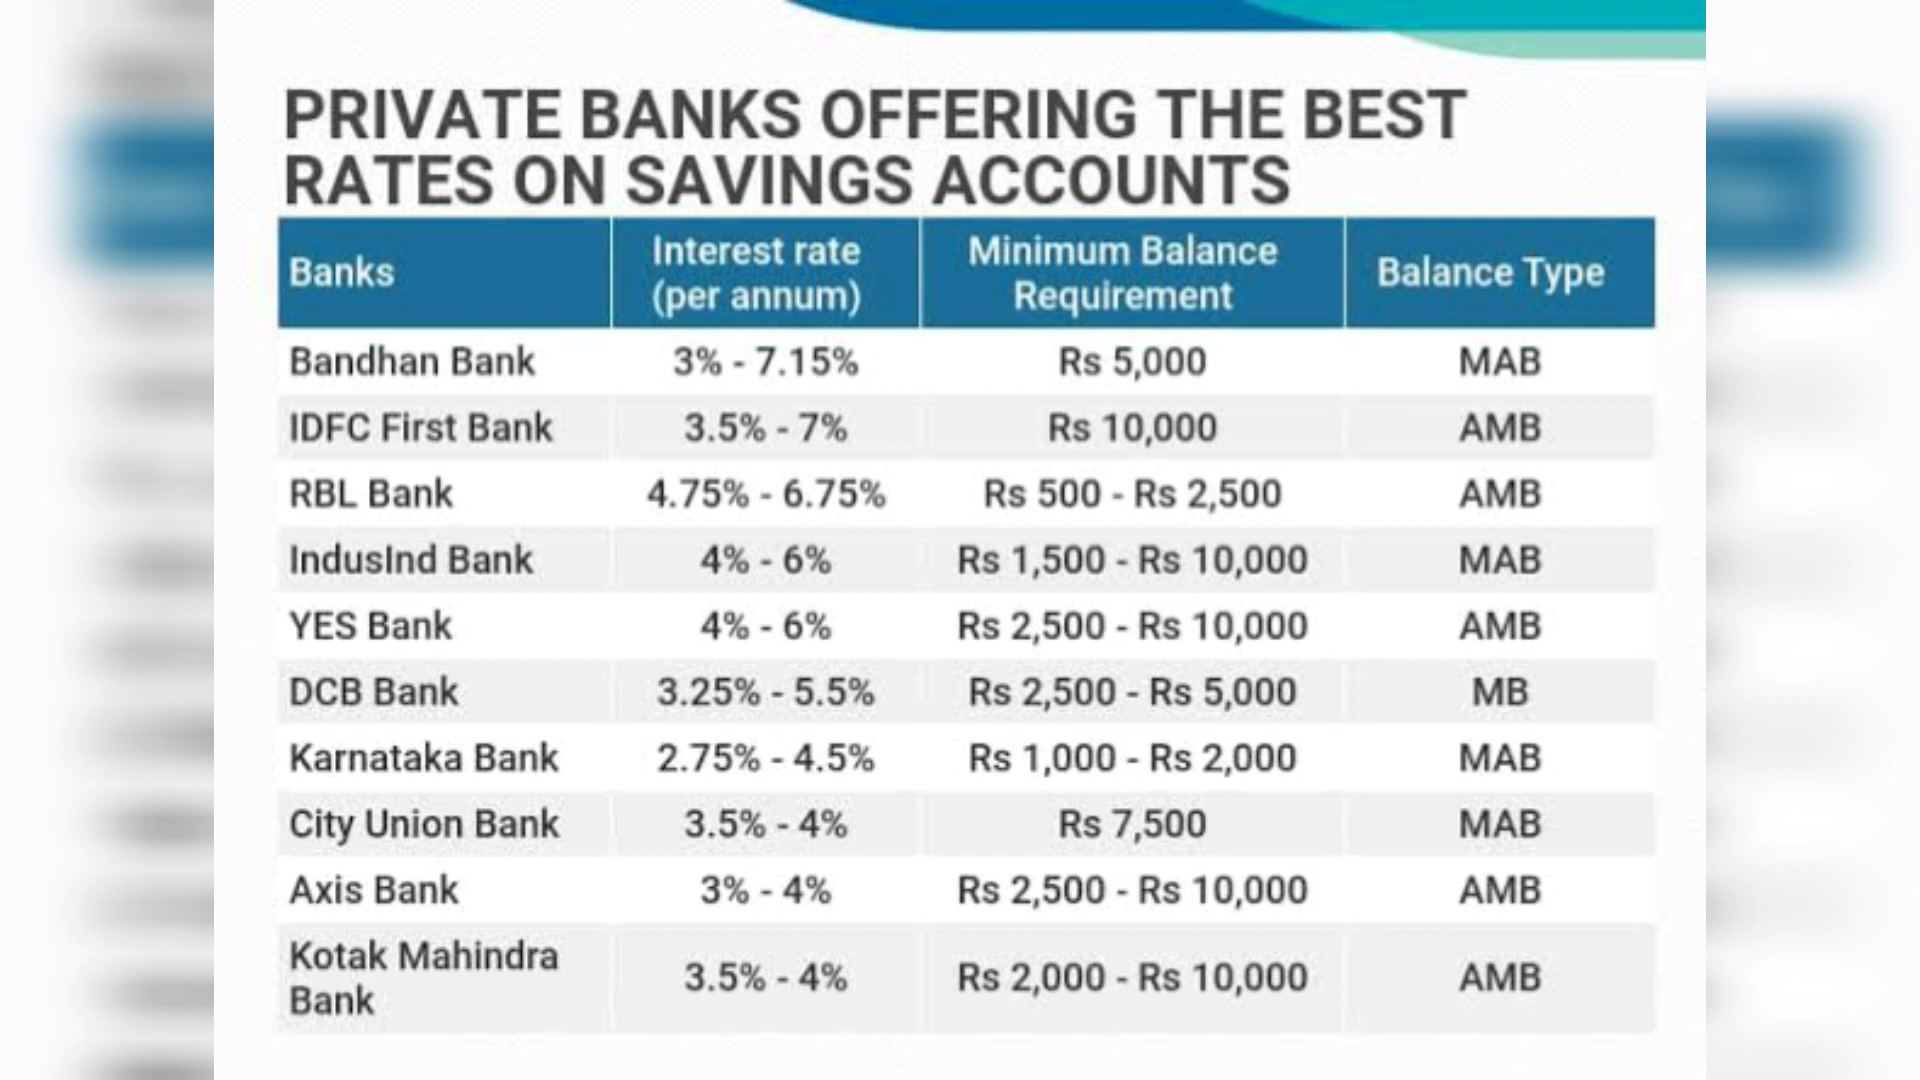 PRIVATE BANKS OFFERING THE BEST
RATES ON SAVINGS ACCOUNTS
Banks Interest rate (per annum) Minimum Balance Requirement Balance Type
Bandhan Bank 3% - 7.15% Rs 5,000 MAB
IDFC First Bank 3.5% - 7% Rs 10,000 AMB
RBL Bank 4.75% - 6.75% Rs 500 - Rs 2,500 AMB
IndusInd Bank 4% - 6% Rs 1,500 - Rs 10,000 MAB
YES Bank 4% - 6% Rs 2,500 - Rs 10,000 AMB
DCB Bank 3.25% - 5.5% Rs 2,500 - Rs 5,000 MB
Karnataka Bank 2.75% - 4.5% Rs 1,000 - Rs 2,000 MAB
City Union Bank 3.5% - 4% Rs 7,500 MAB
Axis Bank 3% - 4% Rs 2,500 - Rs 10,000 AMB
Kotak Mahindra Bank 3.5% - 4% Rs 2,000 - Rs 10,000 AMB